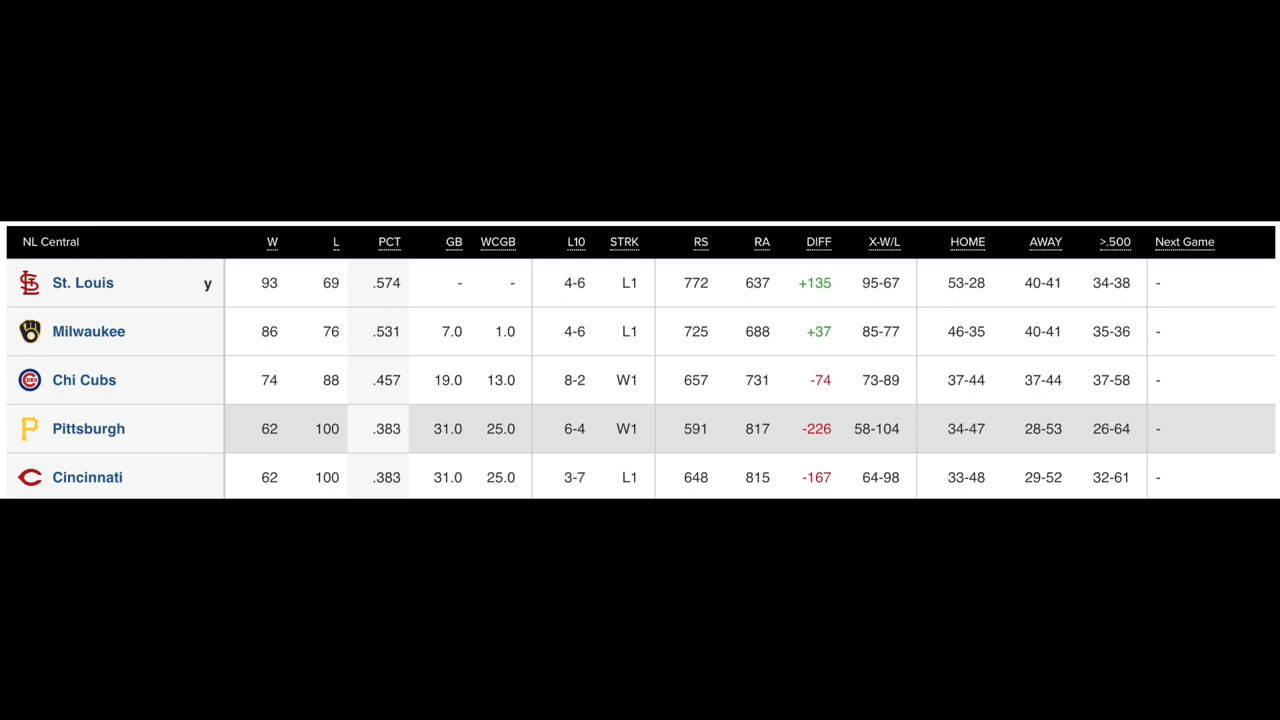 NL Central W L PCT GB WCGB L10 STRK RS RA DIFF X-W/L HOME AWAY >.500 Next Game
St. Louis y 93 69 .574 - - 4-6 L1 772 637 +135 95-67 53-28 40-41 34-38 -
Milwaukee 86 76 .531 7.0 1.0 4-6 L1 725 688 +37 85-77 46-35 40-41 35-36 -
Chi Cubs 74 88 .457 19.0 13.0 8-2 W1 657 731 -74 73-89 37-44 37-44 37-58 -
Pittsburgh 62 100 .383 31.0 25.0 6-4 W1 591 817 -226 58-104 34-47 28-53 26-64 -
Cincinnati 62 100 .383 31.0 25.0 3-7 L1 648 815 -167 64-98 33-48 29-52 32-61 -